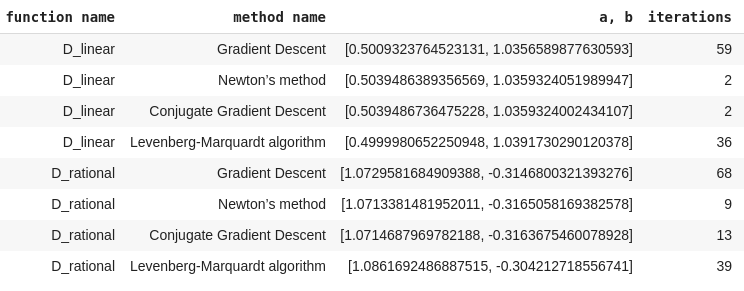 function name method name a, b iterations
D_linear Gradient Descent [0.5009323764523131, 1.0356589877630593] 59
D_linear Newton’s method [0.5039486389356569, 1.0359324051989947] 2
D_linear Conjugate Gradient Descent [0.5039486736475228, 1.0359324002434107] 2
D_linear Levenberg-Marquardt algorithm [0.4999980652250948, 1.0391730290120378] 36
D_rational Gradient Descent [1.0729581684909388, -0.3146800321393276] 68
D_rational Newton’s method [1.0713381481952011, -0.3165058169382578] 9
D_rational Conjugate Gradient Descent [1.0714687969782188, -0.3163675460078928] 13
D_rational Levenberg-Marquardt algorithm [1.0861692486887515, -0.304212718556741] 39